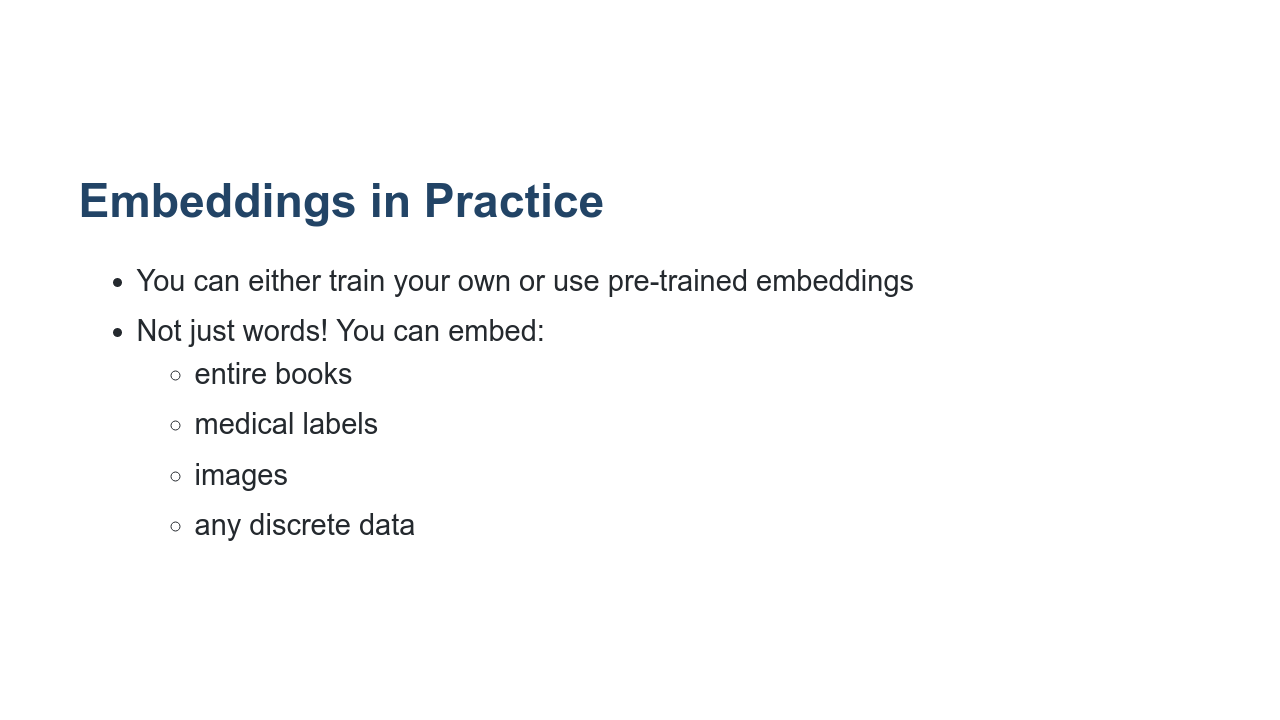 Embeddings in Practice
• You can either train your own or use pre-trained embeddings
• Not just words! You can embed:
◦ entire books
◦ medical labels
◦ images
◦ any discrete data